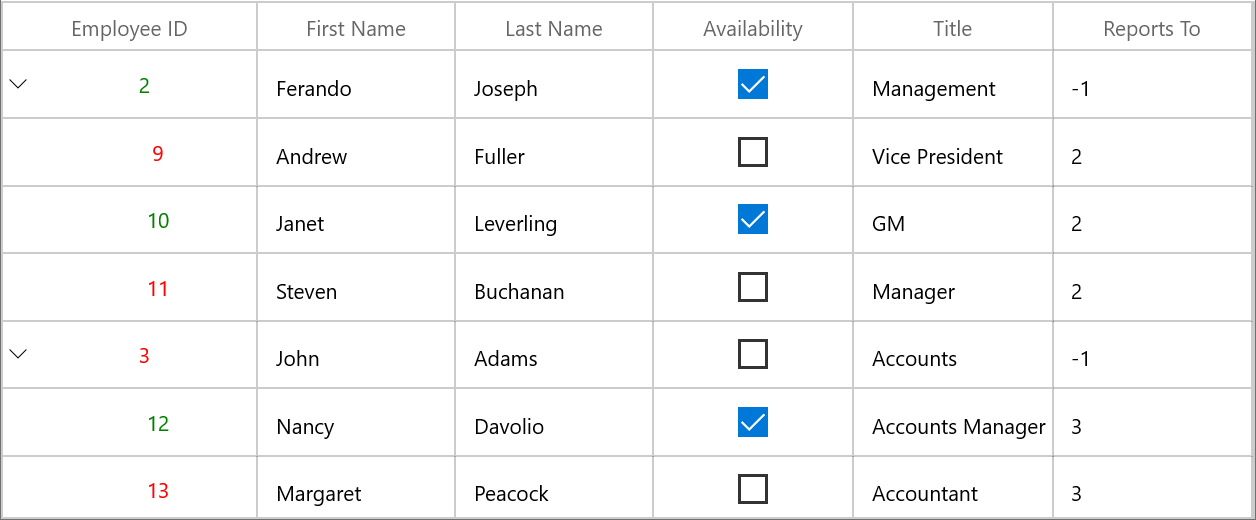 Employee ID First Name Last Name Availability Title Reports To
2 Ferando Joseph Management -1
9 Andrew Fuller Vice President 2
10 Janet Leverling GM 2
11 Steven Buchanan Manager 2
3 John Adams Accounts -1
12 Nancy Davolio Accounts Manager 3
13 Margaret Peacock Accountant 3